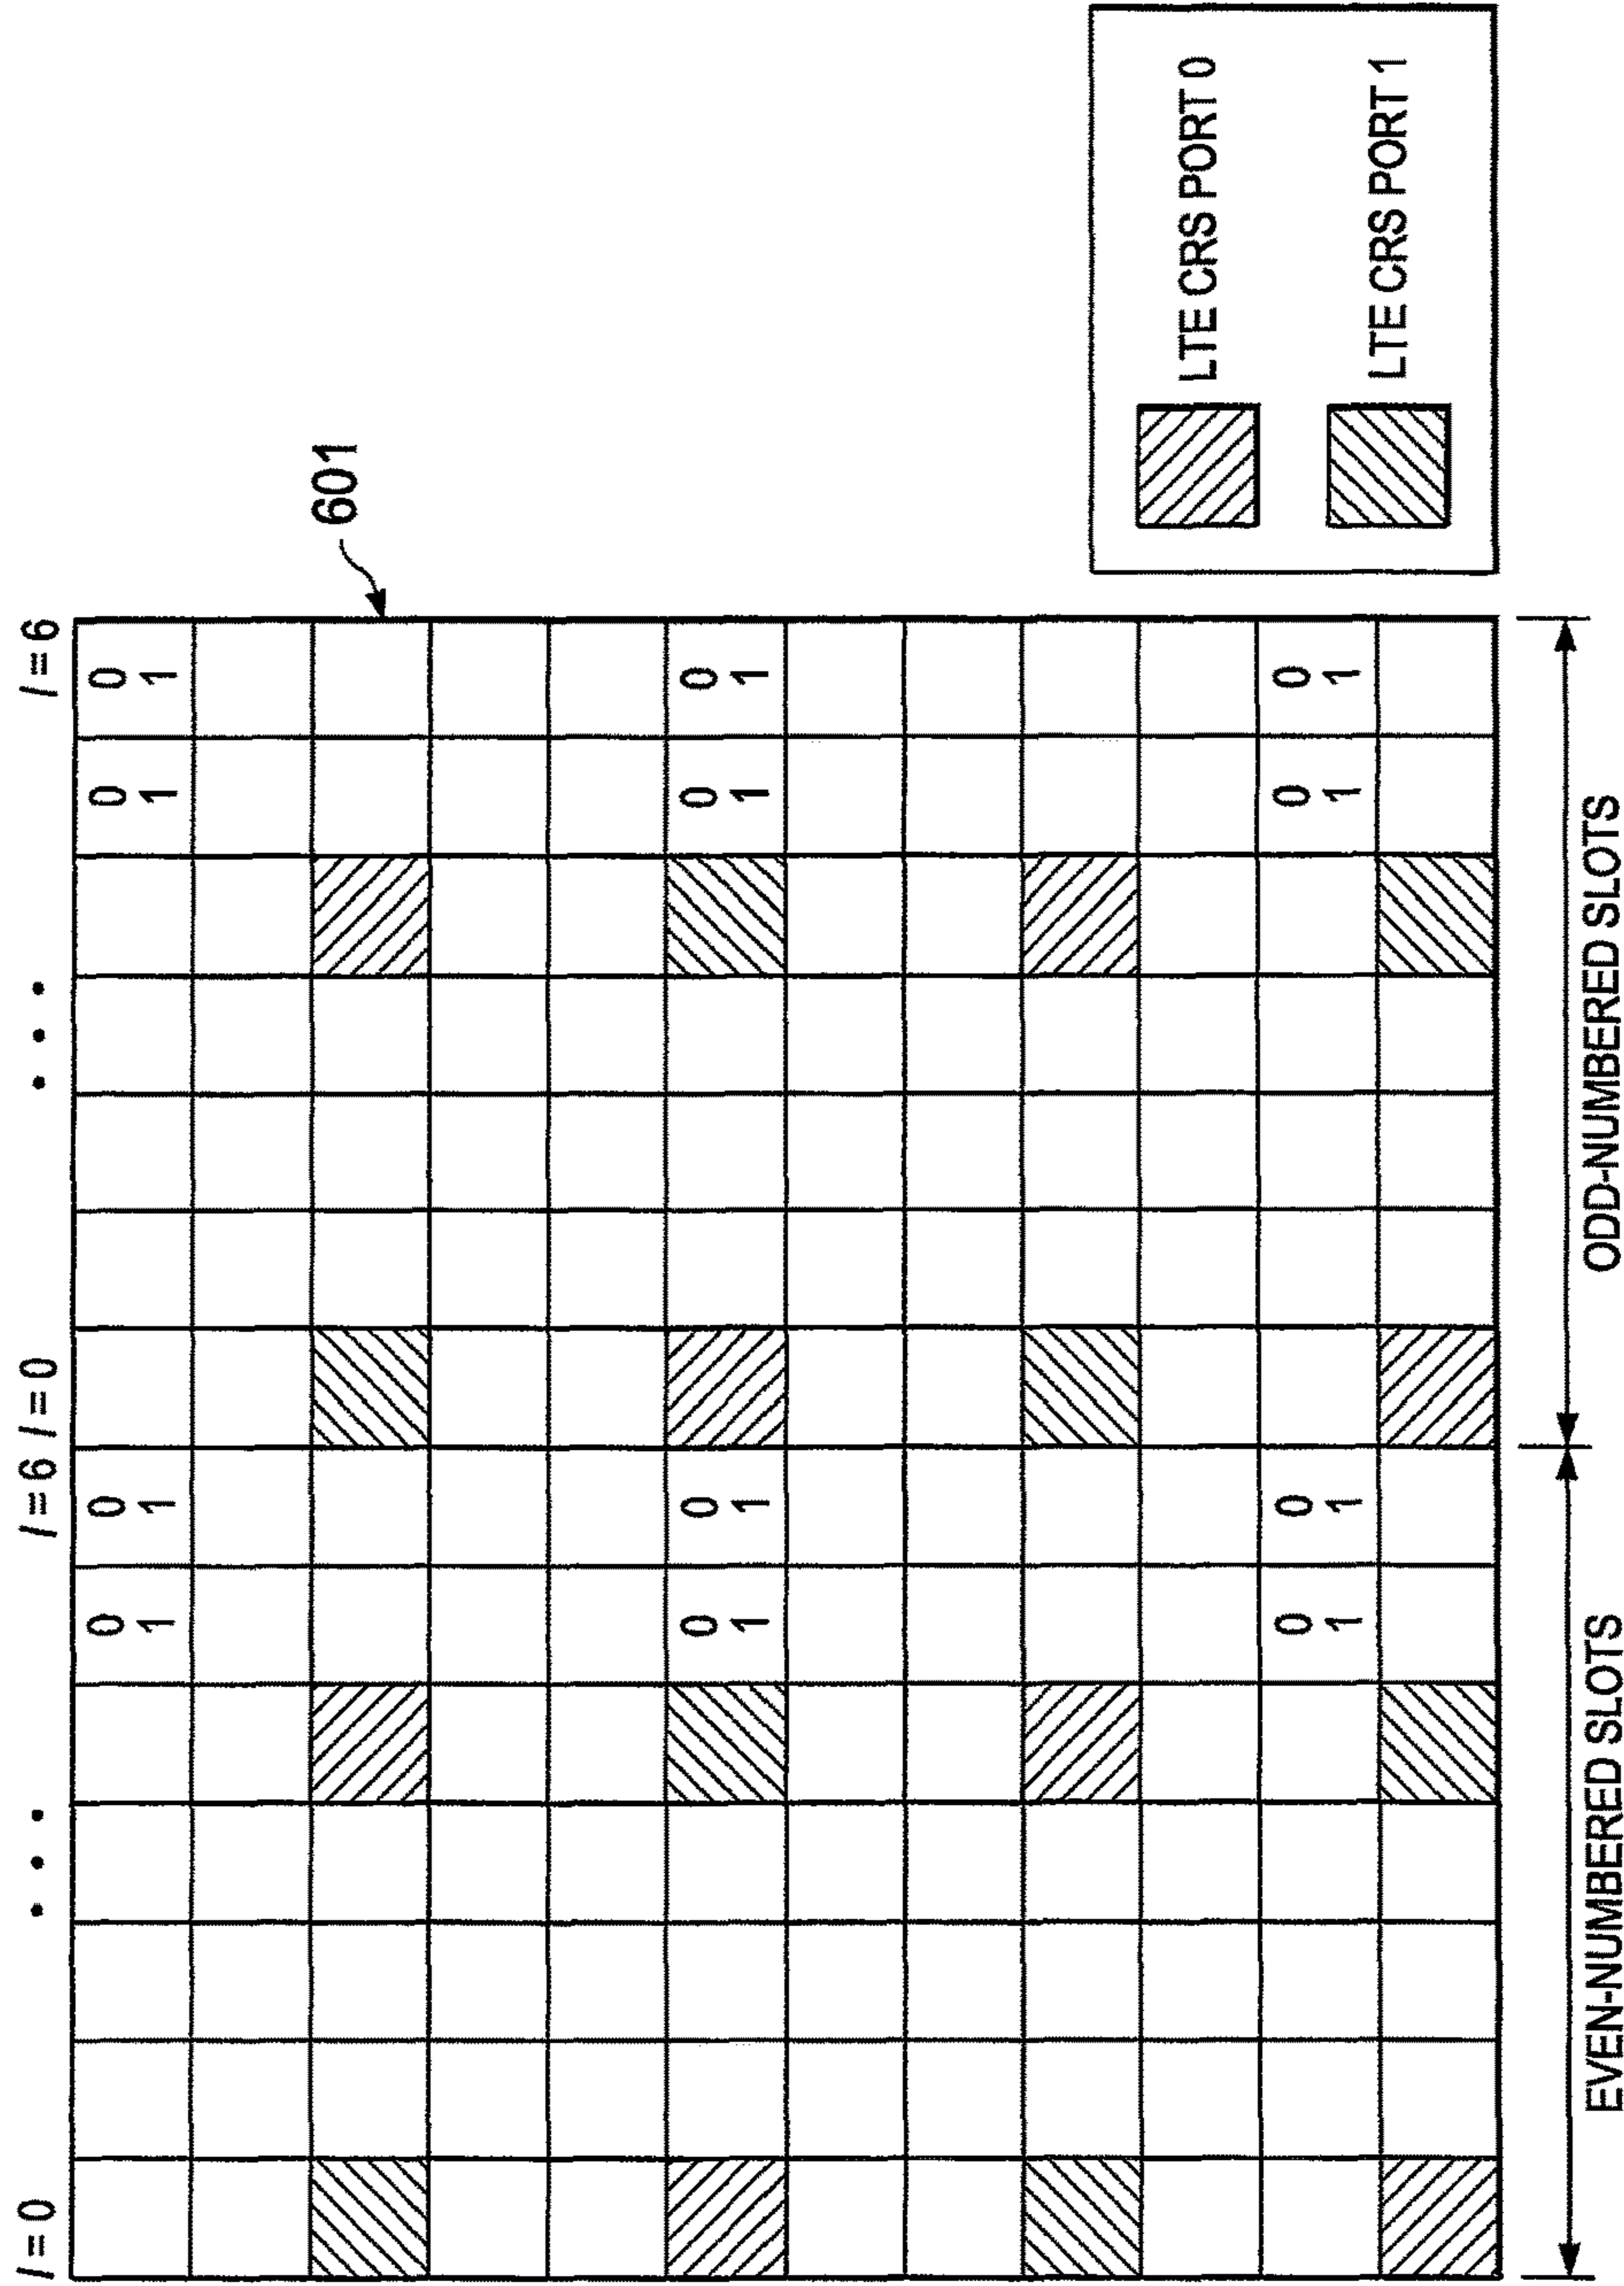 l = 0 • • • l = 6 l = 0 • • • l = 6
0 0 0 0
1 1 1 1
601
0 0 0 0
1 1 1 1
LTE CRS PORT 0
0 0 0 0
1 1 1 1
LTE CRS PORT 1
EVEN-NUMBERED SLOTS ODD-NUMBERED SLOTS